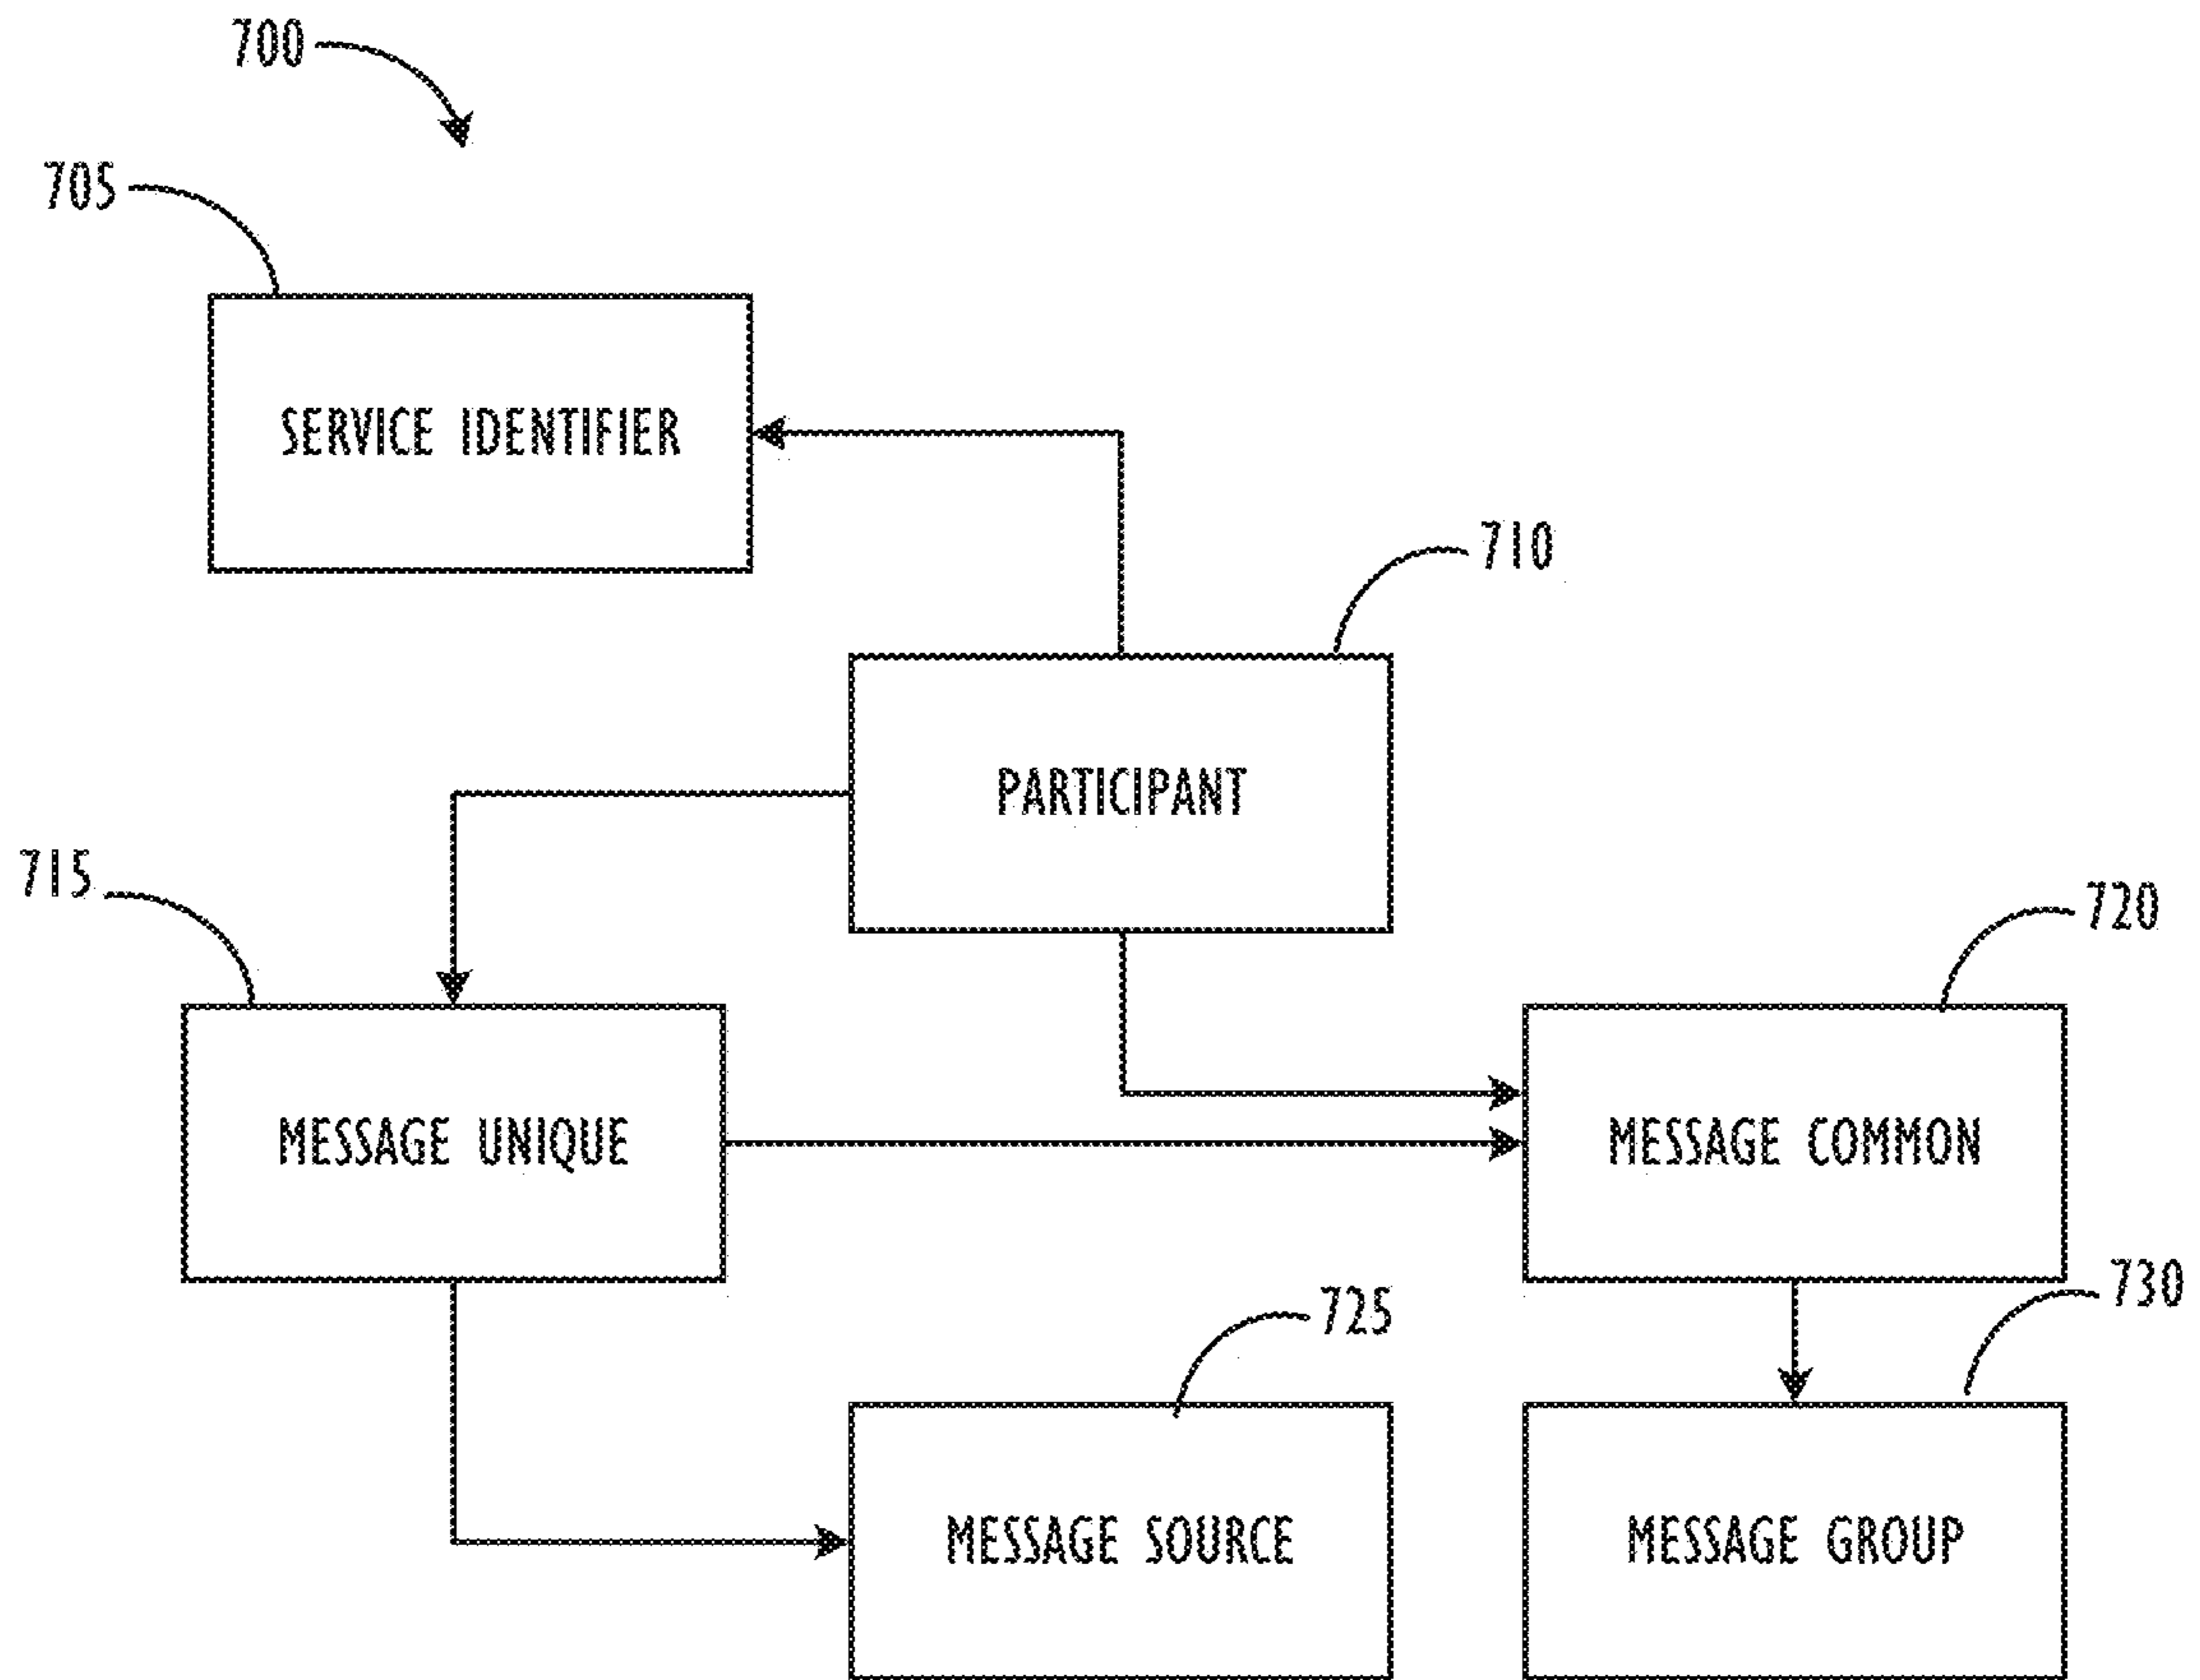 700
705
SERVICE IDENTIFIER
710
PARTICIPANT
715
720
MESSAGE UNIQUE
MESSAGE COMMON
725
730
MESSAGE SOURCE
MESSAGE GROUP